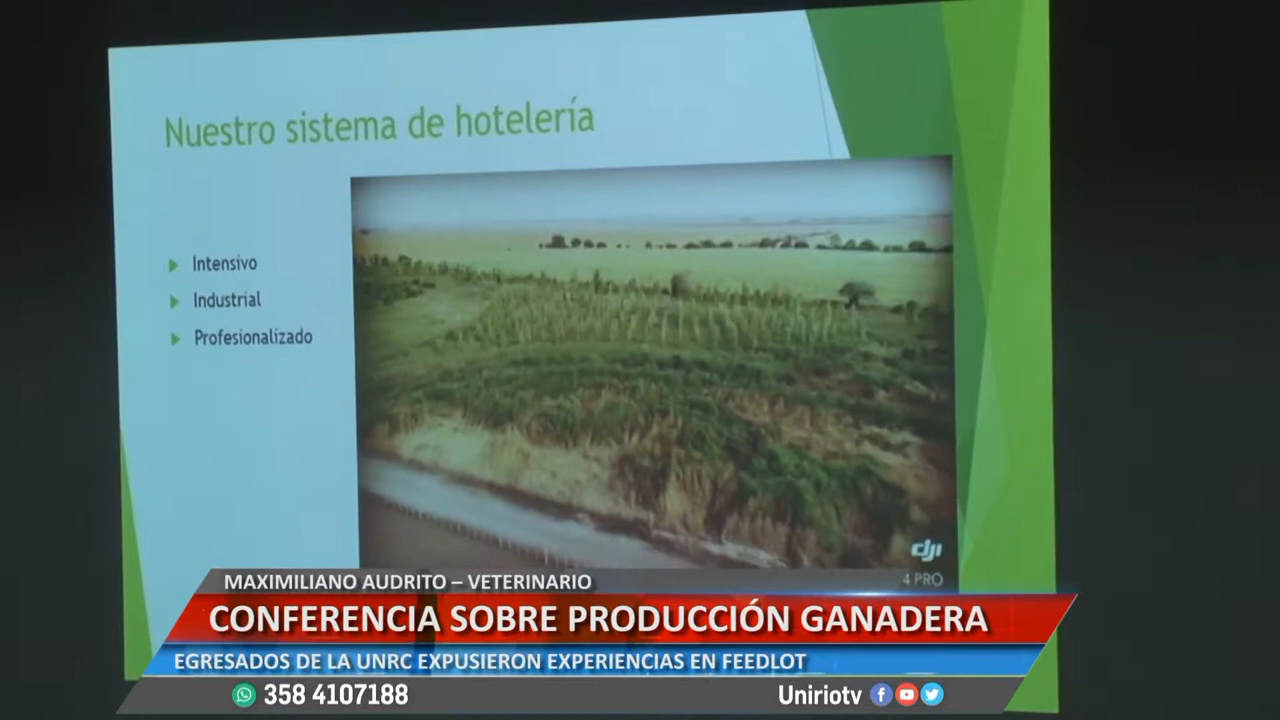 Nuestro sistema de hotelería
Intensivo
Industrial
Profesionalizado
dji
4 PRO
MAXIMILIANO AUDRITO – VETERINARIO
CONFERENCIA SOBRE PRODUCCIÓN GANADERA
EGRESADOS DE LA UNRC EXPUSIERON EXPERIENCIAS EN FEEDLOT
358 4107188
Uniriotv